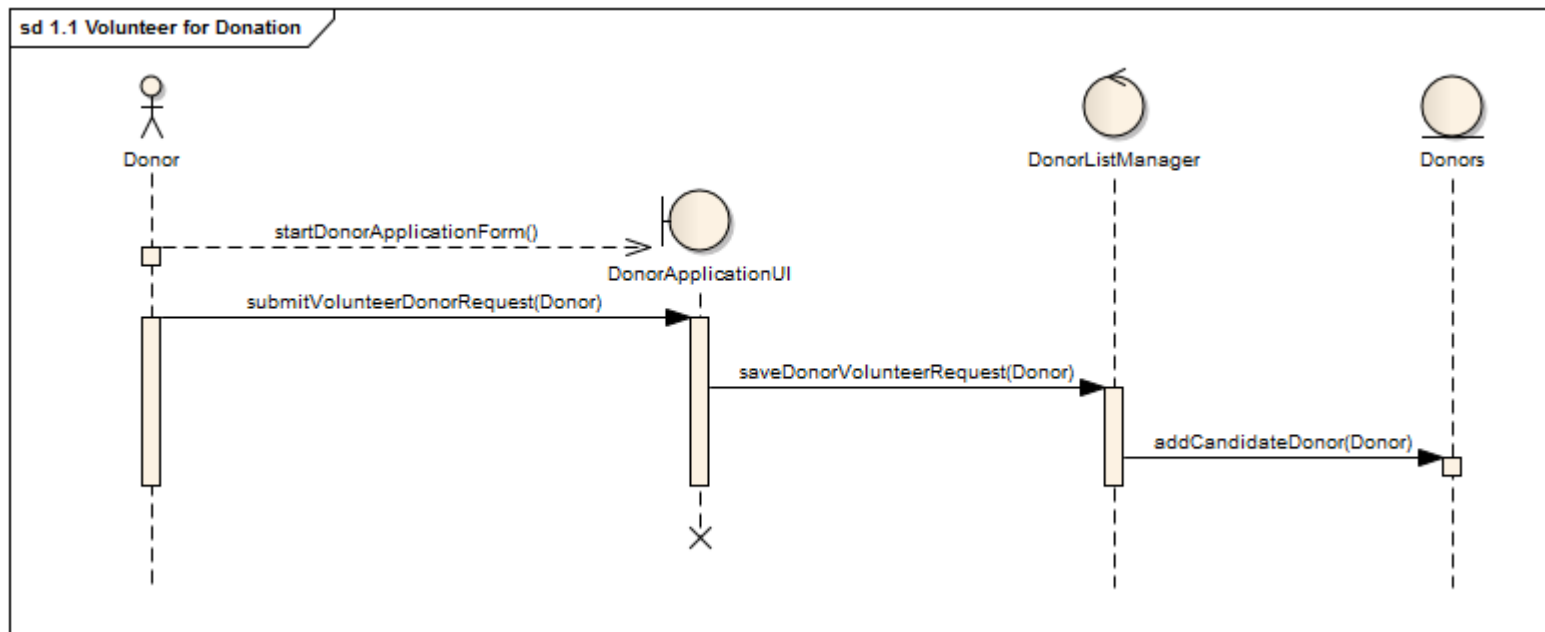 sd 1.1 Volunteer for Donation
Donor
DonorListManager
Donors
startDonorApplicationForm()
DonorApplicationUI
submitVolunteerDonorRequest(Donor)
saveDonorVolunteerRequest(Donor)
addCandidateDonor(Donor)